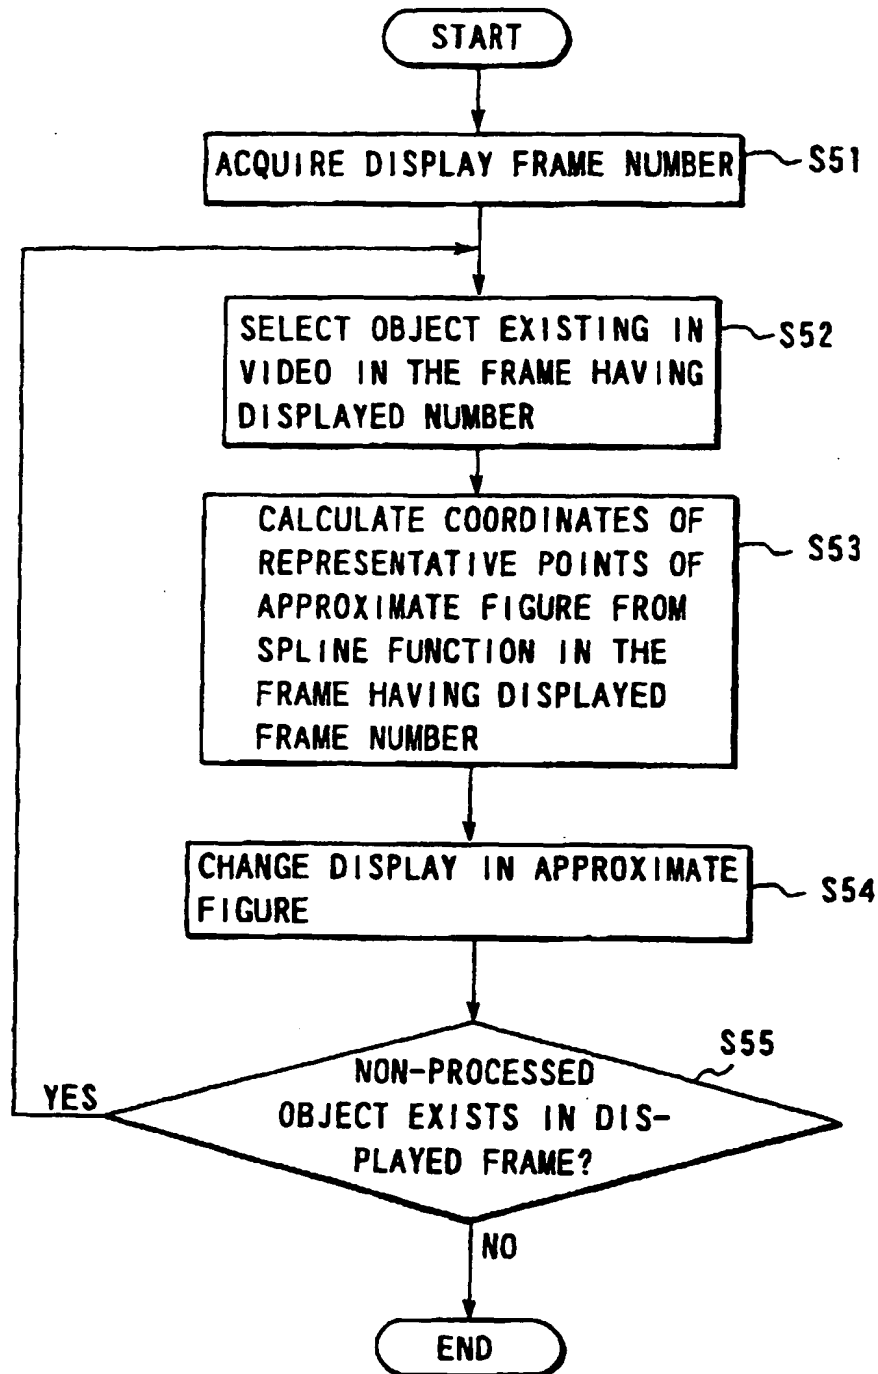 START
ACQUIRE DISPLAY FRAME NUMBER
S51
SELECT OBJECT EXISTING IN
VIDEO IN THE FRAME HAVING
DISPLAYED NUMBER
S52
CALCULATE COORDINATES OF
REPRESENTATIVE POINTS OF
APPROXIMATE FIGURE FROM
SPLINE FUNCTION IN THE
FRAME HAVING DISPLAYED
FRAME NUMBER
S53
CHANGE DISPLAY IN APPROXIMATE
FIGURE
S54
S55
NON-PROCESSED
OBJECT EXISTS IN DIS-
PLAYED FRAME?
YES
NO
END